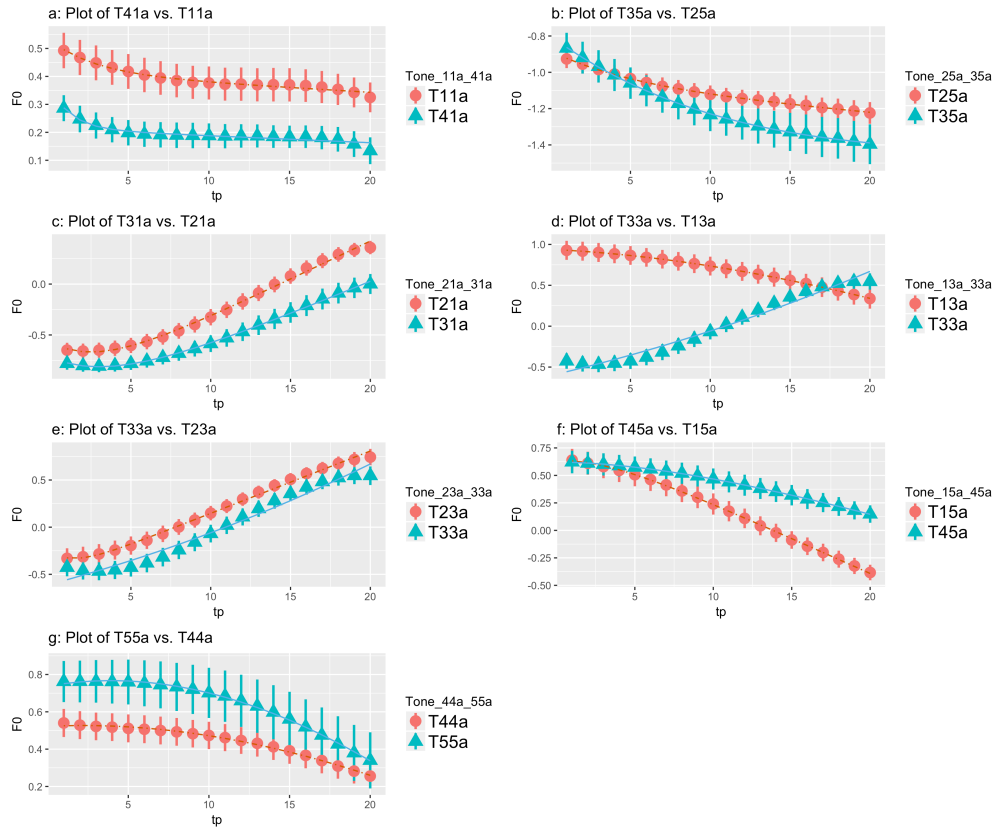 a: Plot of T41a vs. T11a
0.5
0.4
0.3
0.2
0.1
F0
5
10
15
20
tp
Tone_11a_41a
T11a
T41a
b: Plot of T35a vs. T25a
-0.8
-1.0
-1.2
-1.4
F0
5
10
15
20
tp
Tone_25a_35a
T25a
T35a
c: Plot of T31a vs. T21a
0.0
-0.5
F0
5
10
15
20
tp
Tone_21a_31a
T21a
T31a
d: Plot of T33a vs. T13a
1.0
0.5
0.0
-0.5
F0
5
10
15
20
tp
Tone_13a_33a
T13a
T33a
e: Plot of T33a vs. T23a
0.5
0.0
-0.5
F0
5
10
15
20
tp
Tone_23a_33a
T23a
T33a
f: Plot of T45a vs. T15a
0.75
0.50
0.25
0.00
-0.25
-0.50
F0
5
10
15
20
tp
Tone_15a_45a
T15a
T45a
g: Plot of T55a vs. T44a
0.8
0.6
0.4
0.2
F0
5
10
15
20
tp
Tone_44a_55a
T44a
T55a